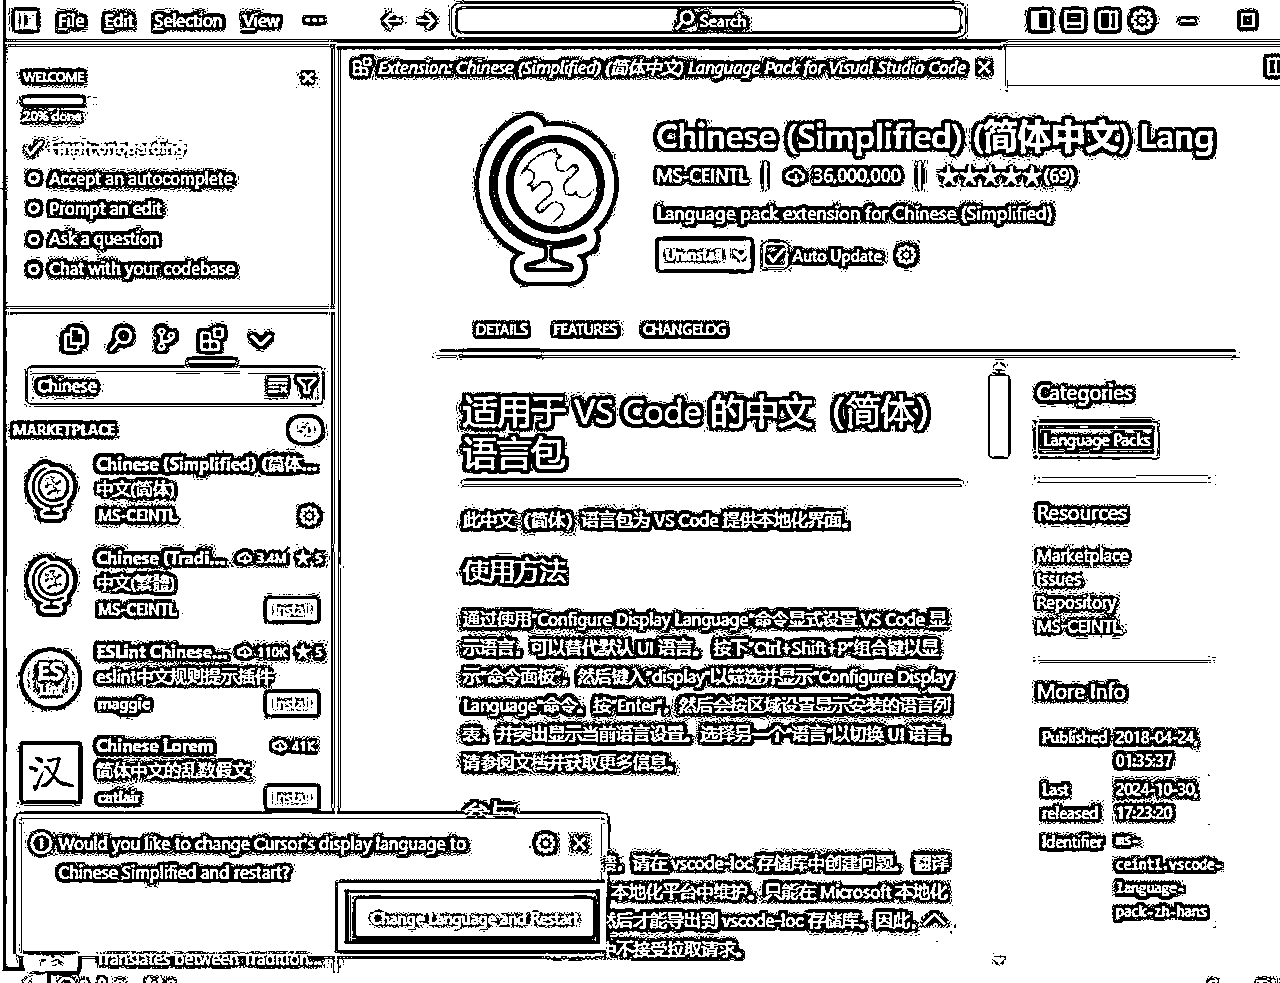 File Edit Selection View ... Search
WELCOME
20% done
Accept an autocomplete
Prompt an edit
Ask a question
Chat with your codebase
Chinese
MARKETPLACE
Chinese (Simplified) (简体...
中文(简体)
MS-CEINTL
Chinese (Tradi... 3.4M 5
中文(繁體)
MS-CEINTL Install
ESLint Chinese... 110K 5
eslint中文规则提示插件
maggie Install
ES
Lint
Chinese Lorem 41K
简体中文的乱数假文
catlair Install
汉
Translates between Tradition...
Would you like to change Cursor's display language to
Chinese Simplified and restart?
Change Language and Restart
Extension: Chinese (Simplified) (简体中文) Language Pack for Visual Studio Code
Chinese (Simplified) (简体中文) Lang
MS-CEINTL 36,000,000 (69)
Language pack extension for Chinese (Simplified)
Uninstall Auto Update
DETAILS FEATURES CHANGELOG
适用于 VS Code 的中文（简体）
语言包
此中文（简体）语言包为 VS Code 提供本地化界面。
使用方法
通过使用“Configure Display Language”命令显式设置 VS Code 显
示语言，可以替代默认 UI 语言。 按下“Ctrl+Shift+P”组合键以显
示“命令面板”，然后键入“display”以筛选并显示“Configure Display
Language”命令。按“Enter”，然后会按区域设置显示安装的语言列
表，并突出显示当前语言设置。选择另一个“语言”以切换 UI 语言。
请参阅文档并获取更多信息。
参与
请在 vscode-loc 存储库中创建问题。 翻译
本地化平台中维护。只能在 Microsoft 本地化
然后才能导出到 vscode-loc 存储库。因此，
中不接受拉取请求。
Categories
Language Packs
Resources
Marketplace
Issues
Repository
MS-CEINTL
More Info
Published 2018-04-24,
01:35:37
Last 2024-10-30,
released 17:23:20
Identifier ms-
ceintl.vscode-
language-
pack-zh-hans